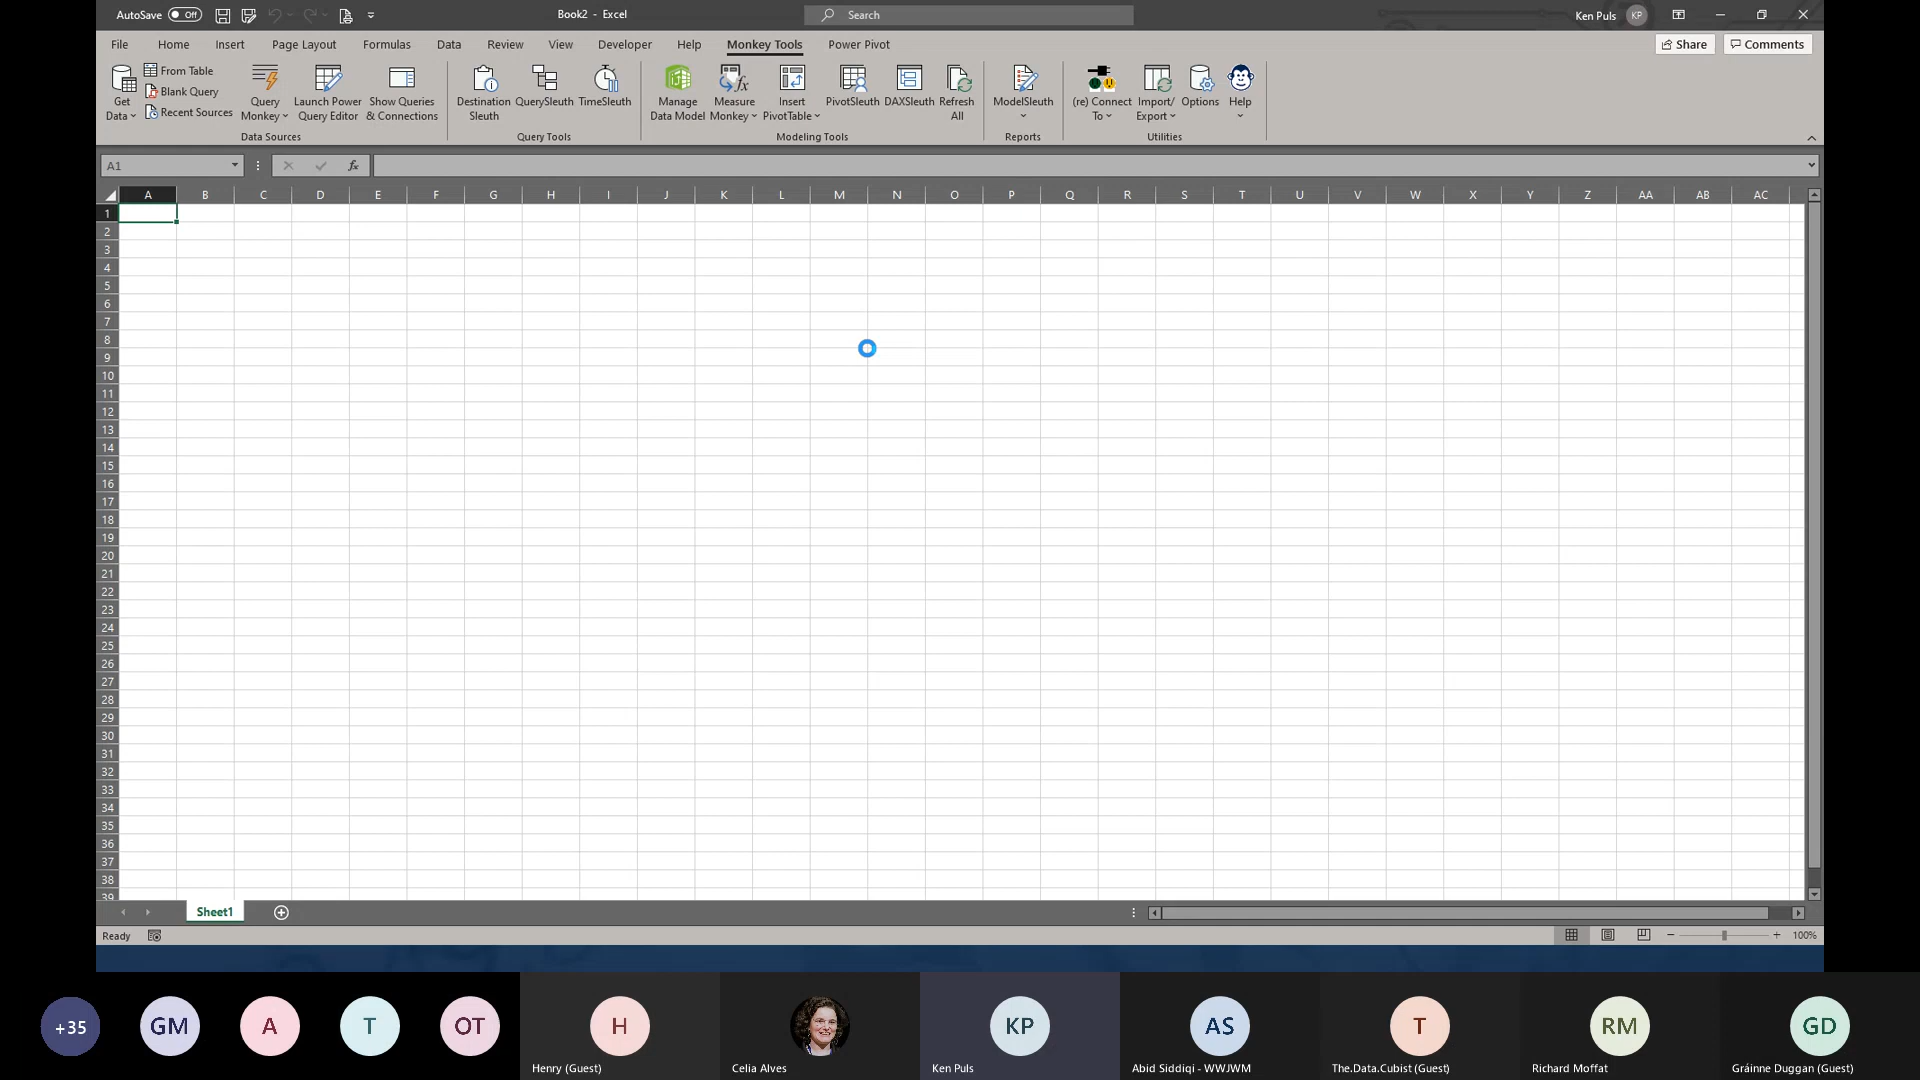 AutoSave Off Book2 - Excel Search Ken Puls KP
File Home Insert Page Layout Formulas Data Review View Developer Help Monkey Tools Power Pivot Share Comments
Get Data
From Table
Blank Query
Recent Sources
Query Monkey
Launch Power Query Editor
Show Queries & Connections
Data Sources
Destination Sleuth
QuerySleuth
TimeSleuth
Query Tools
Manage Data Model
Measure Monkey
Insert PivotTable
PivotSleuth
DAXSleuth
Refresh All
Modeling Tools
ModelSleuth
Reports
(re) Connect To
Import/ Export
Options
Help
Utilities
A1 fx
A B C D E F G H I J K L M N O P Q R S T U V W X Y Z AA AB AC
1
2
3
4
5
6
7
8
9
10
11
12
13
14
15
16
17
18
19
20
21
22
23
24
25
26
27
28
29
30
31
32
33
34
35
36
37
38
39
Sheet1
Ready 100%
+35 GM A T OT H KP AS T RM GD
Henry (Guest) Celia Alves Ken Puls Abid Siddiqi - WWJWM The.Data.Cubist (Guest) Richard Moffat Gráinne Duggan (Guest)